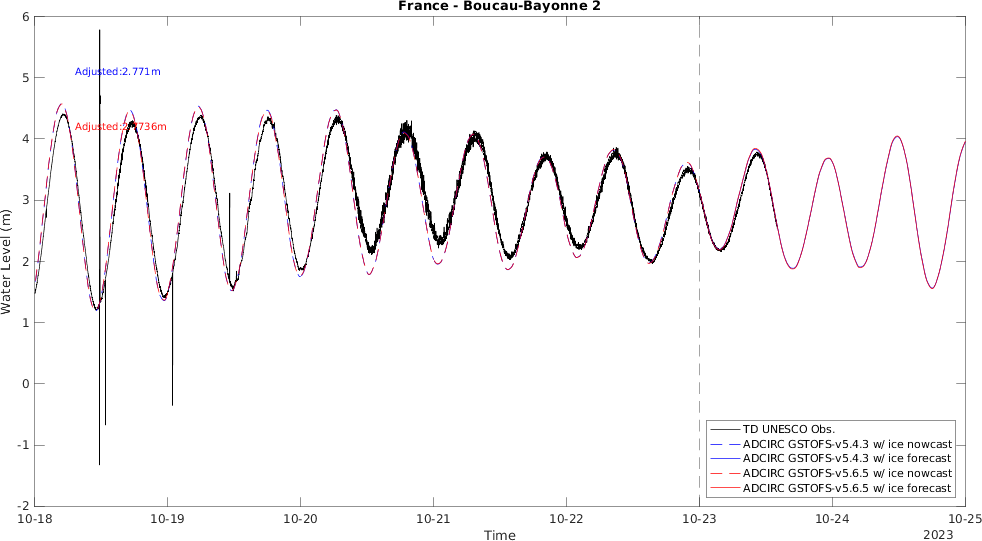 France - Boucau-Bayonne 2
6
5
4
3
2
1
0
-1
-2
Water Level (m)
Adjusted:2.771m
10-18
10-19
10-20
10-21
10-22
10-23
10-24
10-25
Time
2023
TD UNESCO Obs.
ADCIRC GSTOFS-v5.4.3 w/ ice nowcast
ADCIRC GSTOFS-v5.4.3 w/ ice forecast
ADCIRC GSTOFS-v5.6.5 w/ ice nowcast
ADCIRC GSTOFS-v5.6.5 w/ ice forecast